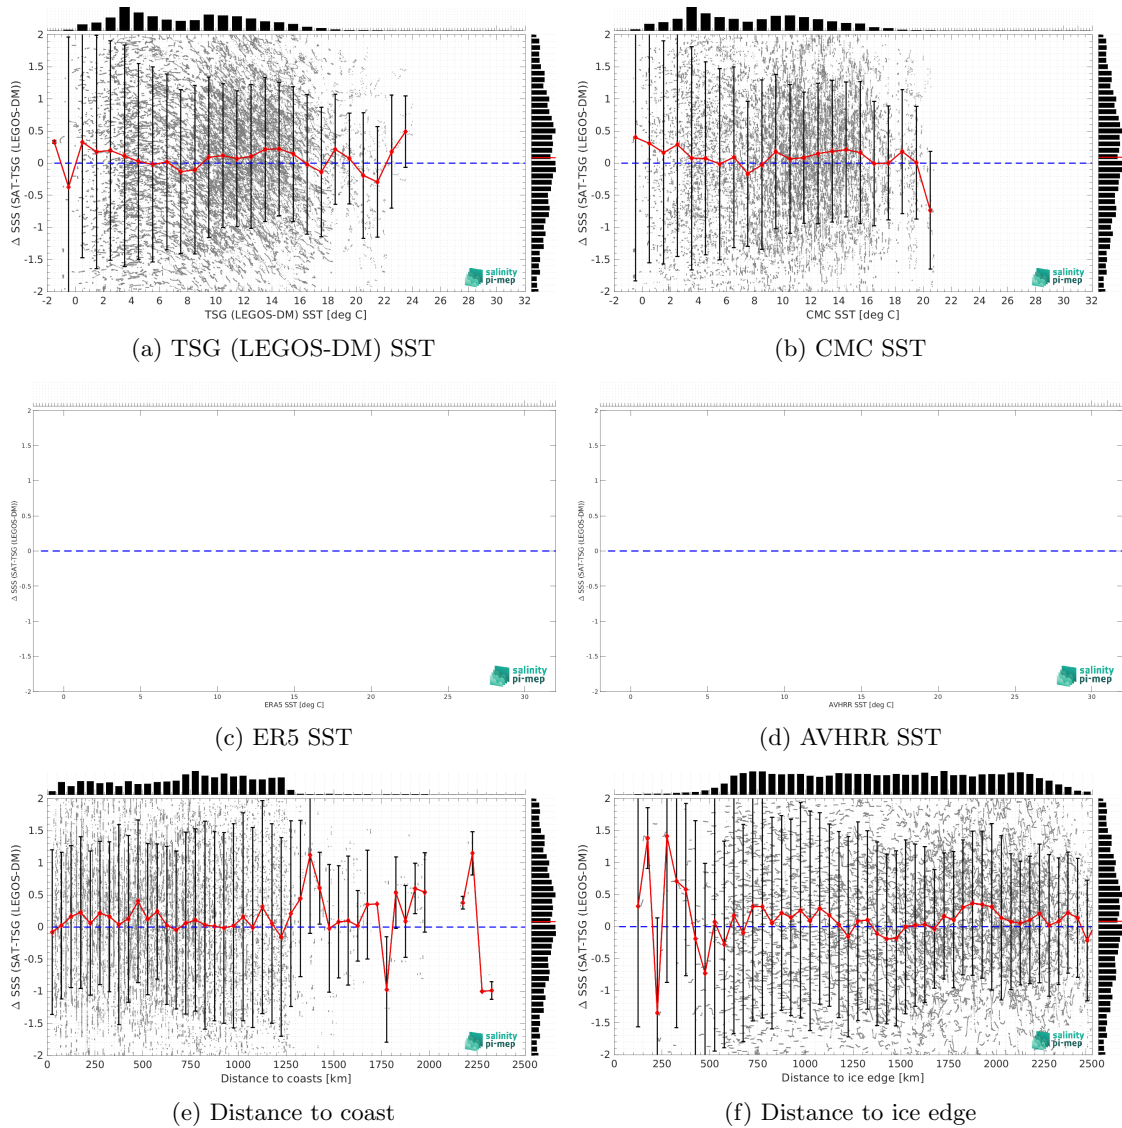 2
1.5
1
0.5
0
-0.5
-1
-1.5
-2
Δ SSS (SAT-TSG (LEGOS-DM))
-2 0 2 4 6 8 10 12 14 16 18 20 22 24 26 28 30 32
TSG (LEGOS-DM) SST [deg C]
salinity
pi-mep
(a) TSG (LEGOS-DM) SST
2
1.5
1
0.5
0
-0.5
-1
-1.5
-2
Δ SSS (SAT-TSG (LEGOS-DM))
-2 0 2 4 6 8 10 12 14 16 18 20 22 24 26 28 30 32
CMC SST [deg C]
salinity
pi-mep
(b) CMC SST
2
1.5
1
0.5
0
-0.5
-1
-1.5
-2
Δ SSS (SAT-TSG (LEGOS-DM))
0 5 10 15 20 25 30
ERA5 SST [deg C]
salinity
pi-mep
(c) ER5 SST
2
1.5
1
0.5
0
-0.5
-1
-1.5
-2
Δ SSS (SAT-TSG (LEGOS-DM))
0 5 10 15 20 25 30
AVHRR SST [deg C]
salinity
pi-mep
(d) AVHRR SST
2
1.5
1
0.5
0
-0.5
-1
-1.5
-2
Δ SSS (SAT-TSG (LEGOS-DM))
0 250 500 750 1000 1250 1500 1750 2000 2250 2500
Distance to coasts [km]
salinity
pi-mep
(e) Distance to coast
2
1.5
1
0.5
0
-0.5
-1
-1.5
-2
Δ SSS (SAT-TSG (LEGOS-DM))
0 250 500 750 1000 1250 1500 1750 2000 2250 2500
Distance to ice edge [km]
salinity
pi-mep
(f) Distance to ice edge